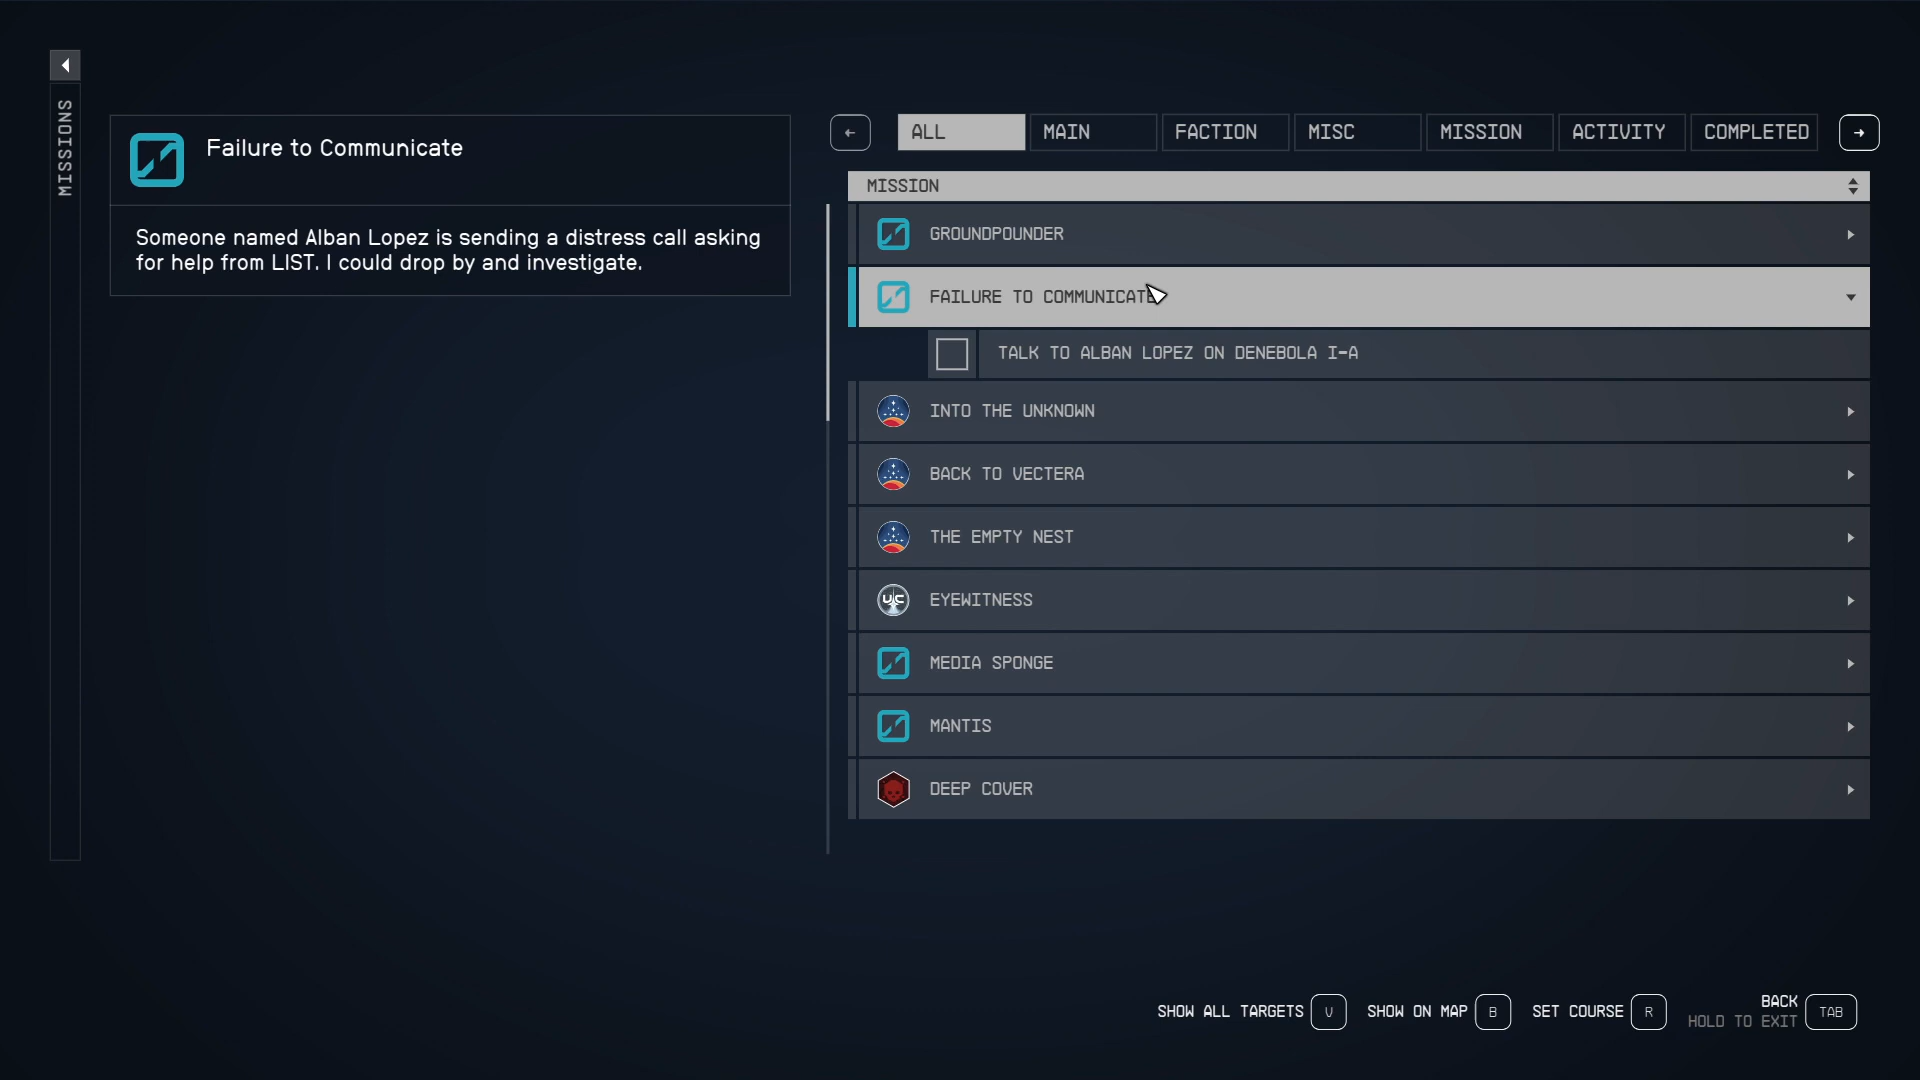 MISSIONS
Failure to Communicate
Someone named Alban Lopez is sending a distress call asking
for help from LIST. I could drop by and investigate.
ALL MAIN FACTION MISC MISSION ACTIVITY COMPLETED
MISSION
GROUNDPOUNDER
FAILURE TO COMMUNICATE
TALK TO ALBAN LOPEZ ON DENEBOLA I-A
INTO THE UNKNOWN
BACK TO VECTERA
THE EMPTY NEST
UC
EYEWITNESS
MEDIA SPONGE
MANTIS
DEEP COVER
SHOW ALL TARGETS V SHOW ON MAP B SET COURSE R BACK TAB
HOLD TO EXIT